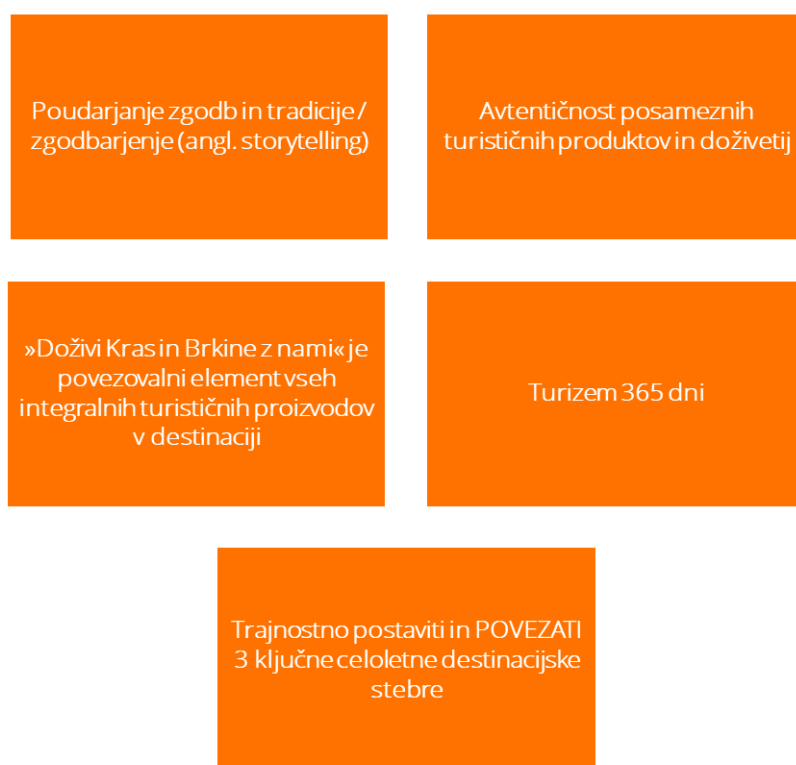 Poudarjanje zgodb in tradicije /
zgodbarjenje (angl. storytelling)
Avtentičnost posameznih
turističnih produktov in doživetij
»Doživi Kras in Brkine z nami« je
povezovalni element vseh
integralnih turističnih proizvodov
v destinaciji
Turizem 365 dni
Trajnostno postaviti in POVEZATI
3 ključne celoletne destinacijske
stebre